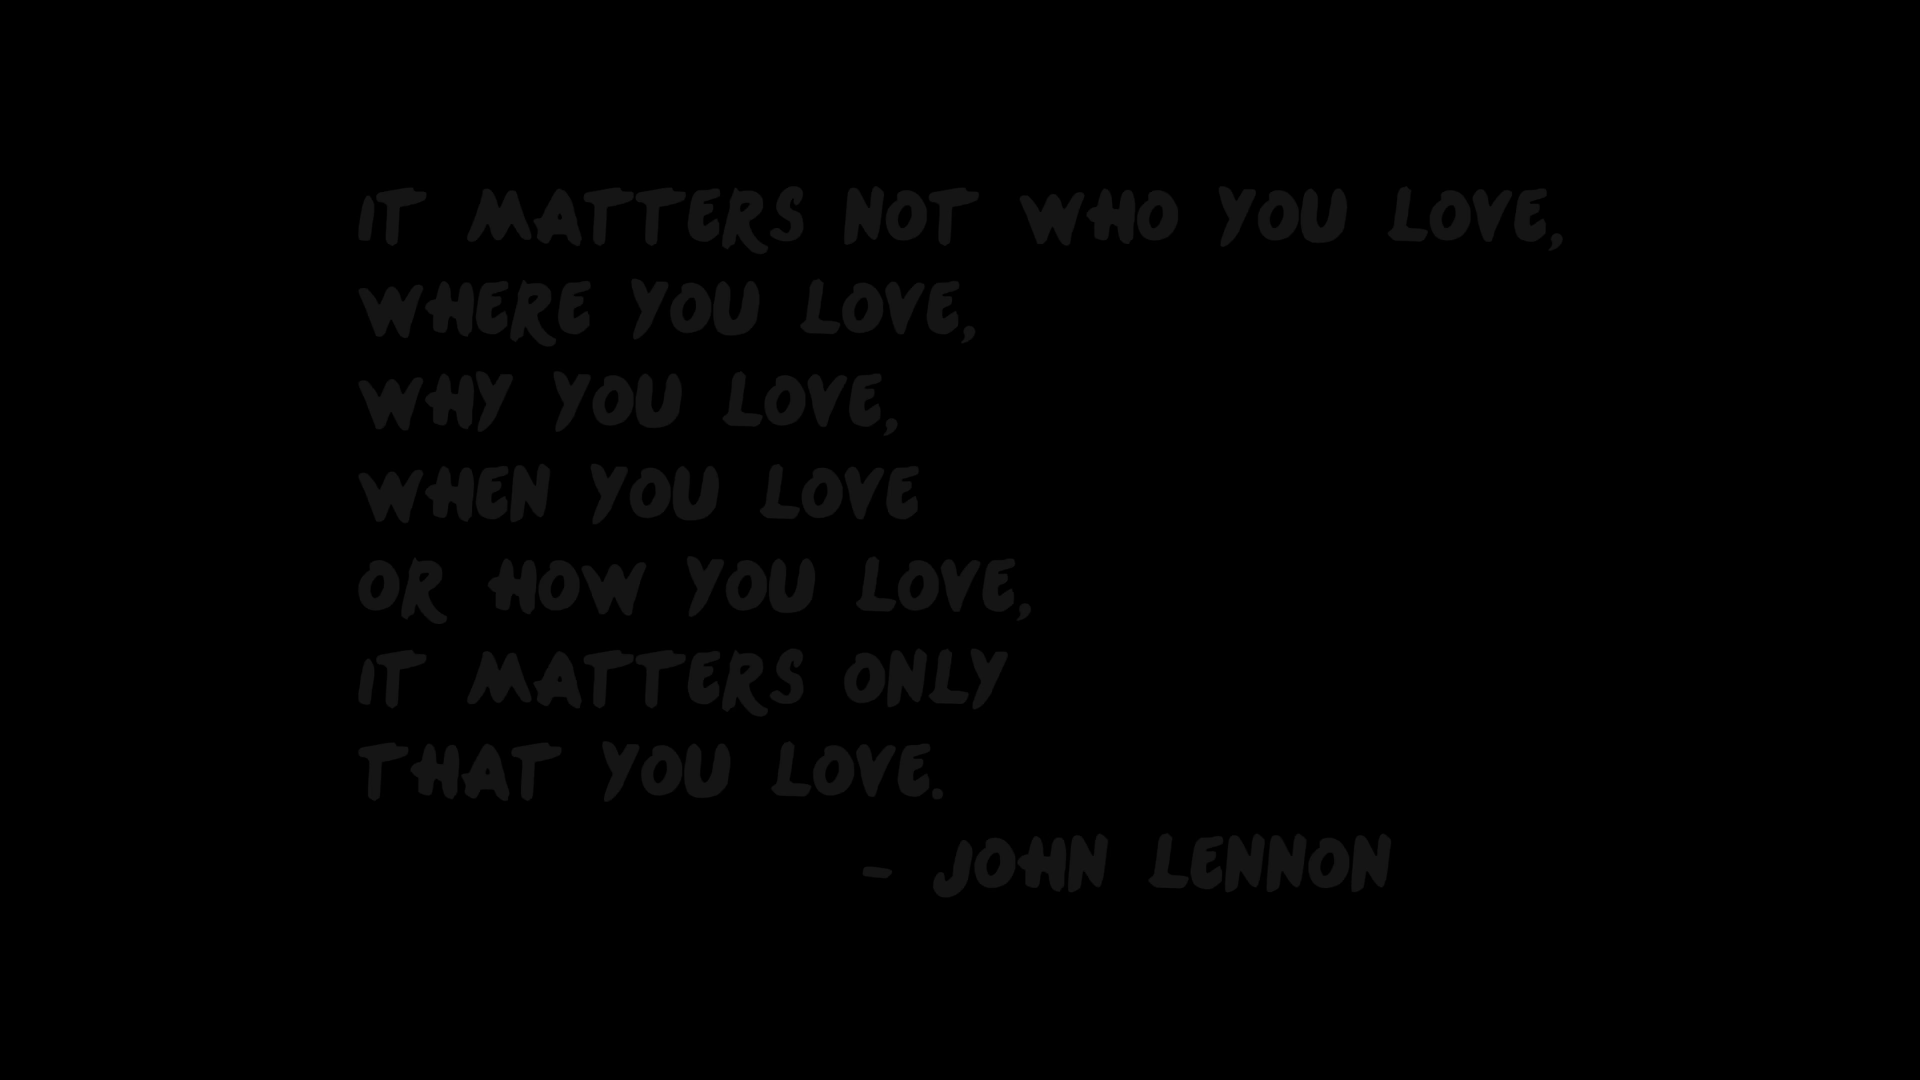 IT MATTERS NOT WHO YOU LOVE,
WHERE YOU LOVE,
WHY YOU LOVE,
WHEN YOU LOVE
OR HOW YOU LOVE,
IT MATTERS ONLY
THAT YOU LOVE.
- JOHN LENNON